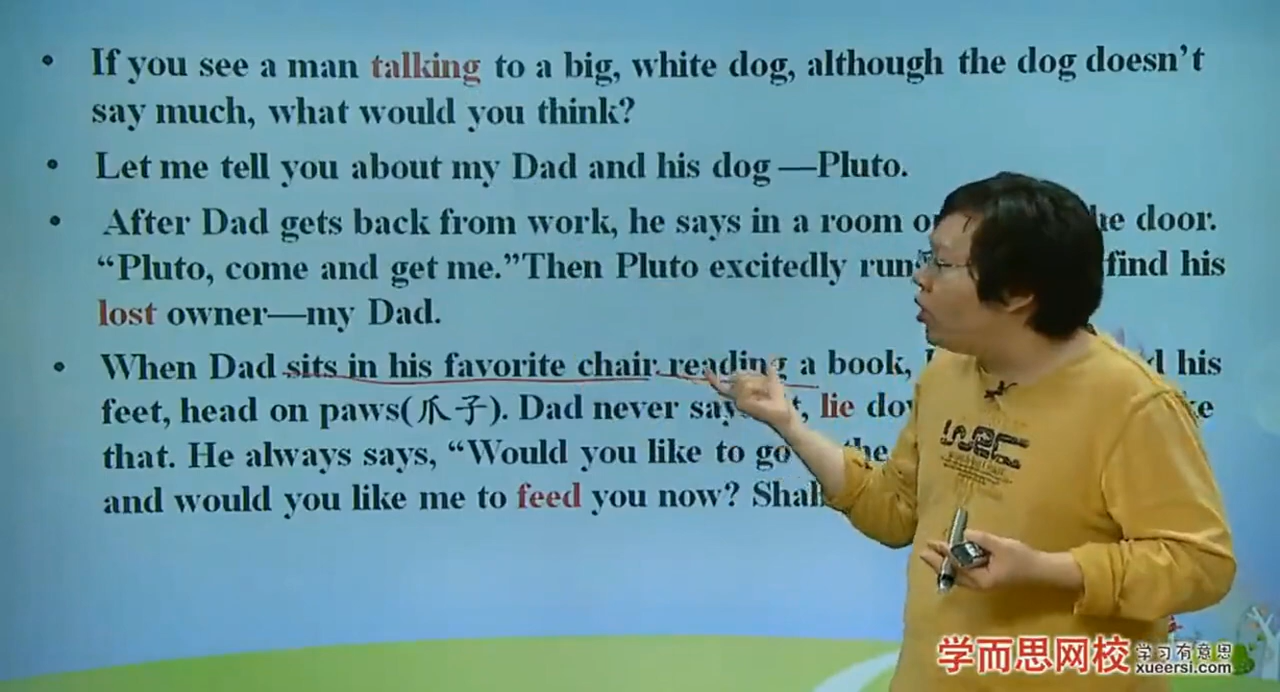 • If you see a man talking to a big, white dog, although the dog doesn't
say much, what would you think?
• Let me tell you about my Dad and his dog—Pluto.
• After Dad gets back from work, he says in a room door.
“Pluto, come and get me.”Then Pluto excitedly find his
lost owner—my Dad.
• When Dad sits in his favorite chair reading a book, his
feet, head on paws(爪子). Dad never lie
that. He always says, “Would you like to go
and would you like me to feed you now?
学而思网校 学习有意思
xueersi.com